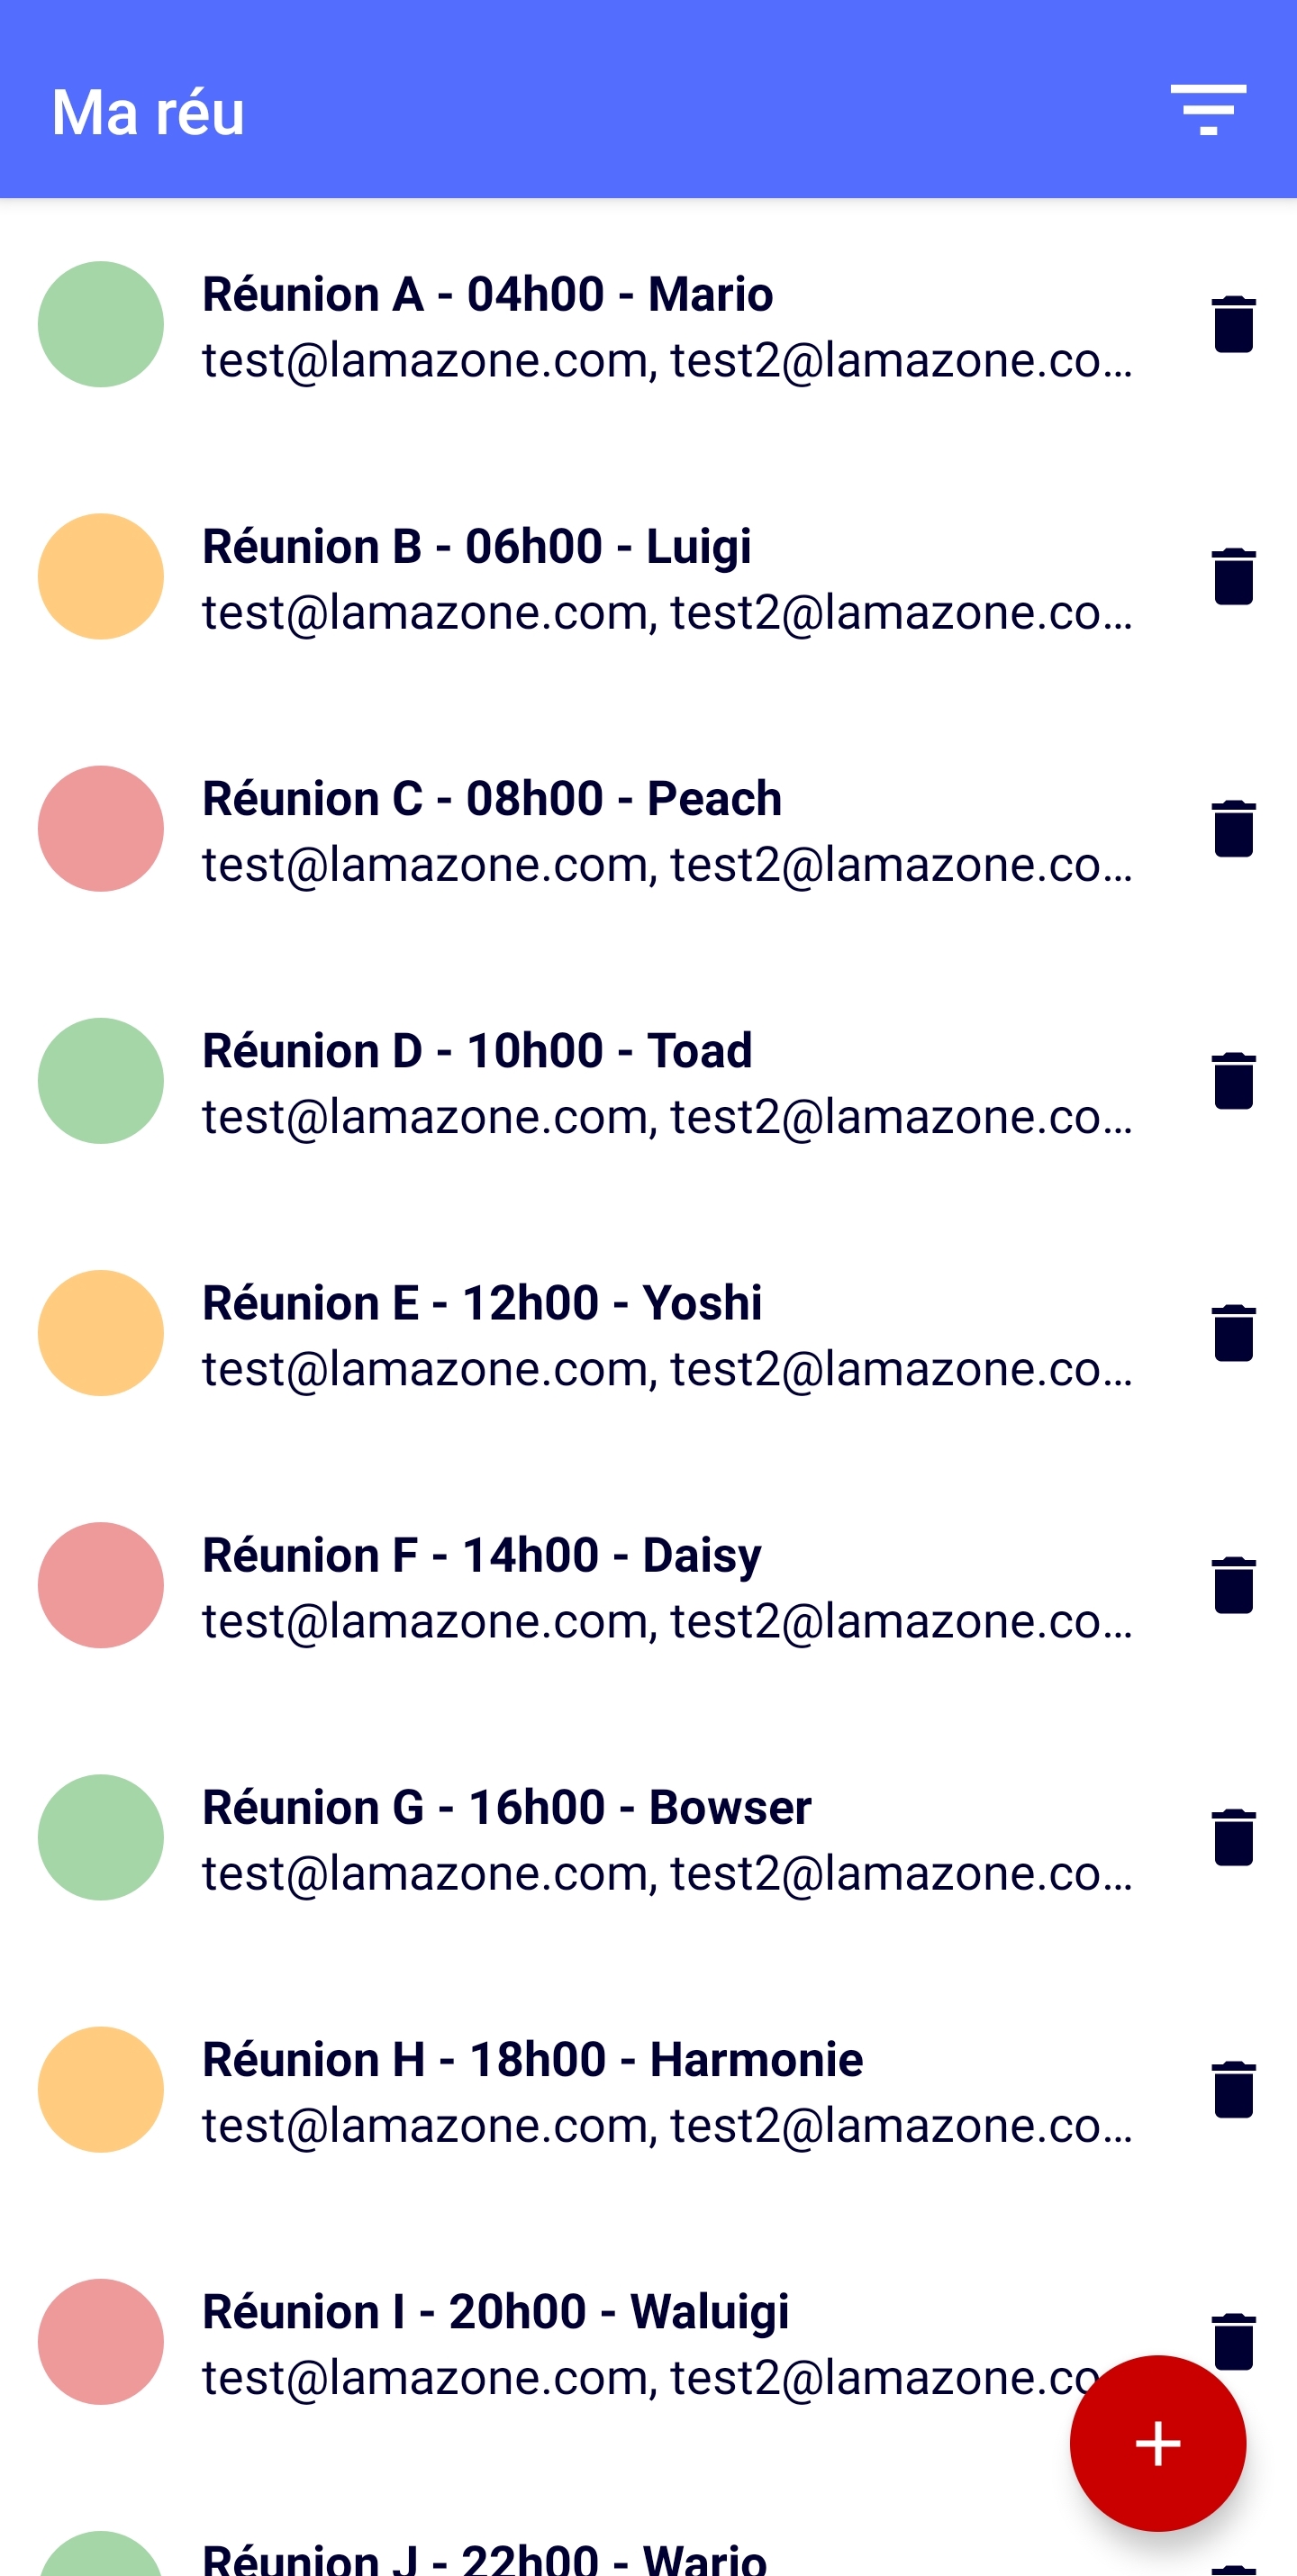 Ma réu
Réunion A - 04h00 - Mario
test@lamazone.com, test2@lamazone.co...
Réunion B - 06h00 - Luigi
test@lamazone.com, test2@lamazone.co...
Réunion C - 08h00 - Peach
test@lamazone.com, test2@lamazone.co...
Réunion D - 10h00 - Toad
test@lamazone.com, test2@lamazone.co...
Réunion E - 12h00 - Yoshi
test@lamazone.com, test2@lamazone.co...
Réunion F - 14h00 - Daisy
test@lamazone.com, test2@lamazone.co...
Réunion G - 16h00 - Bowser
test@lamazone.com, test2@lamazone.co...
Réunion H - 18h00 - Harmonie
test@lamazone.com, test2@lamazone.co...
Réunion I - 20h00 - Waluigi
test@lamazone.com, test2@lamazone.co
Réunion J - 22h00 - Wario